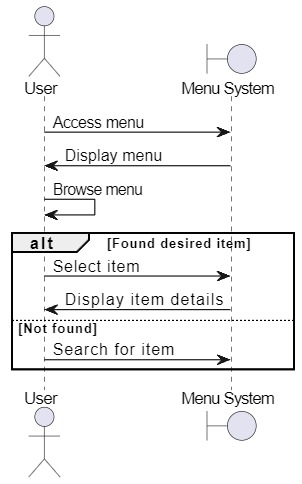 User
Menu System
Access menu
Display menu
Browse menu
alt
[Found desired item]
Select item
Display item details
[Not found]
Search for item
User
Menu System